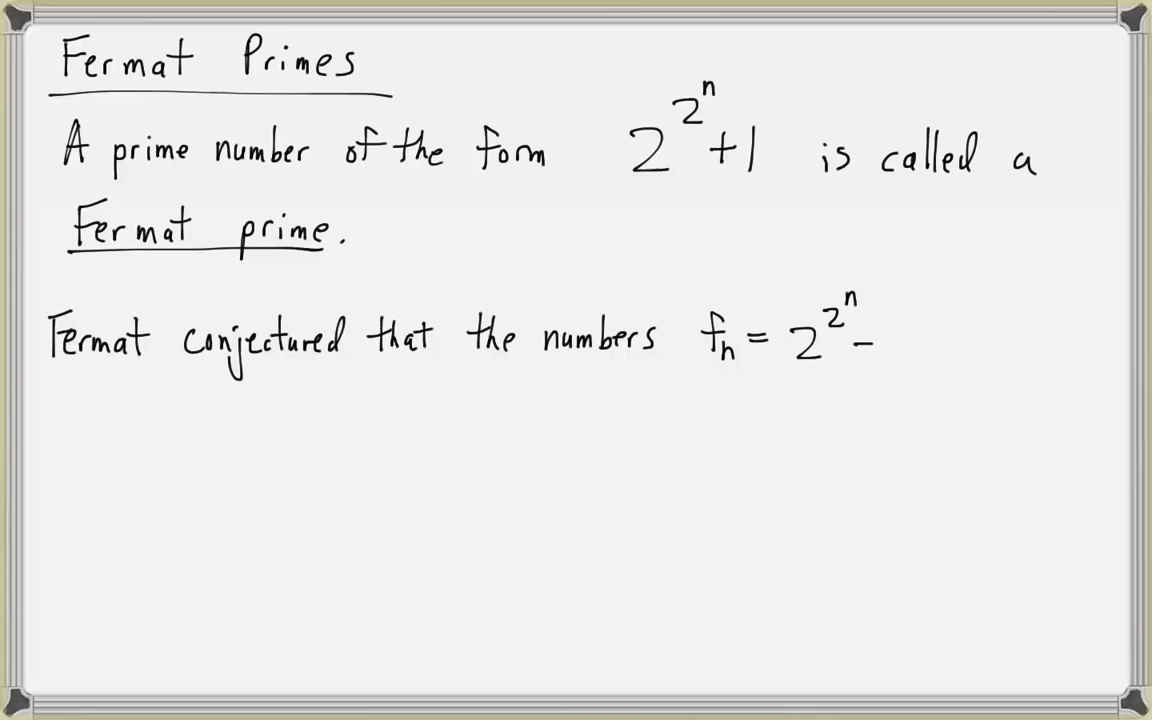 Fermat Primes
A prime number of the form 2^{2^n}+1 is called a
Fermat prime.
Fermat conjectured that the numbers f_n = 2^{2^n} -